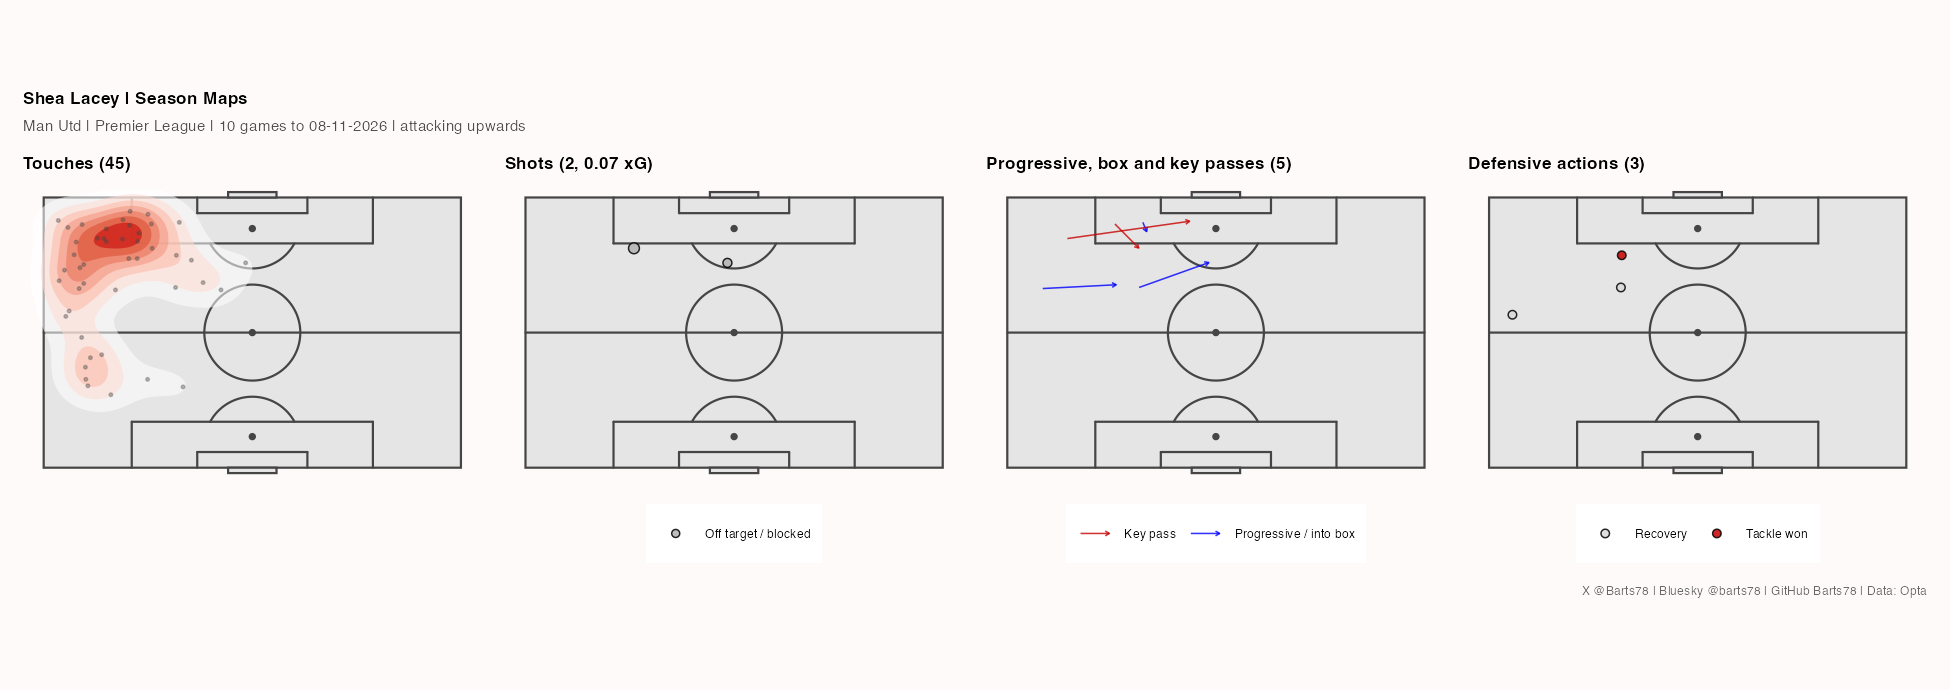 Shea Lacey | Season Maps
Man Utd | Premier League | 10 games to 08-11-2026 | attacking upwards
Touches (45)
Shots (2, 0.07 xG)
Progressive, box and key passes (5)
Defensive actions (3)
Off target / blocked
Key pass
Progressive / into box
Recovery
Tackle won
X @Barts78 | Bluesky @barts78 | GitHub Barts78 | Data: Opta